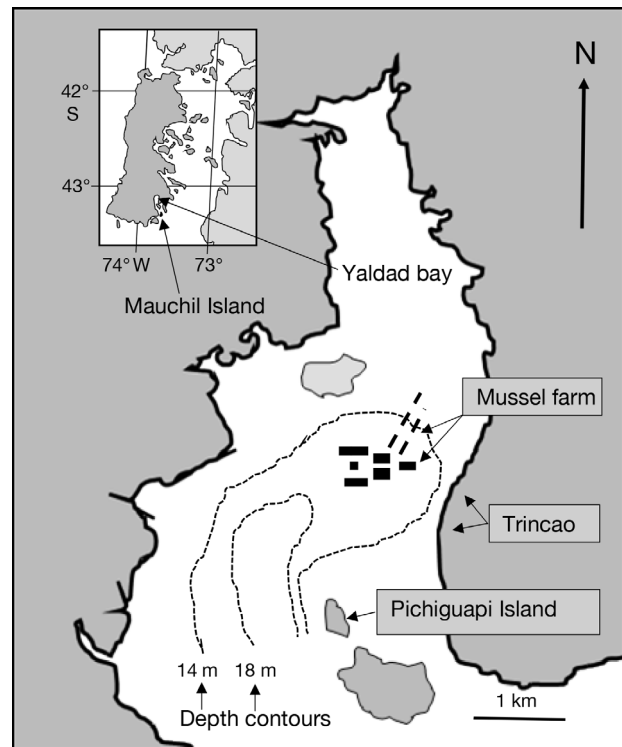 N
42°
S
43°
74° W
73°
Yaldad bay
Mauchil Island
Mussel farm
Trincao
Pichiguapi Island
14 m
18 m
1 km
Depth contours